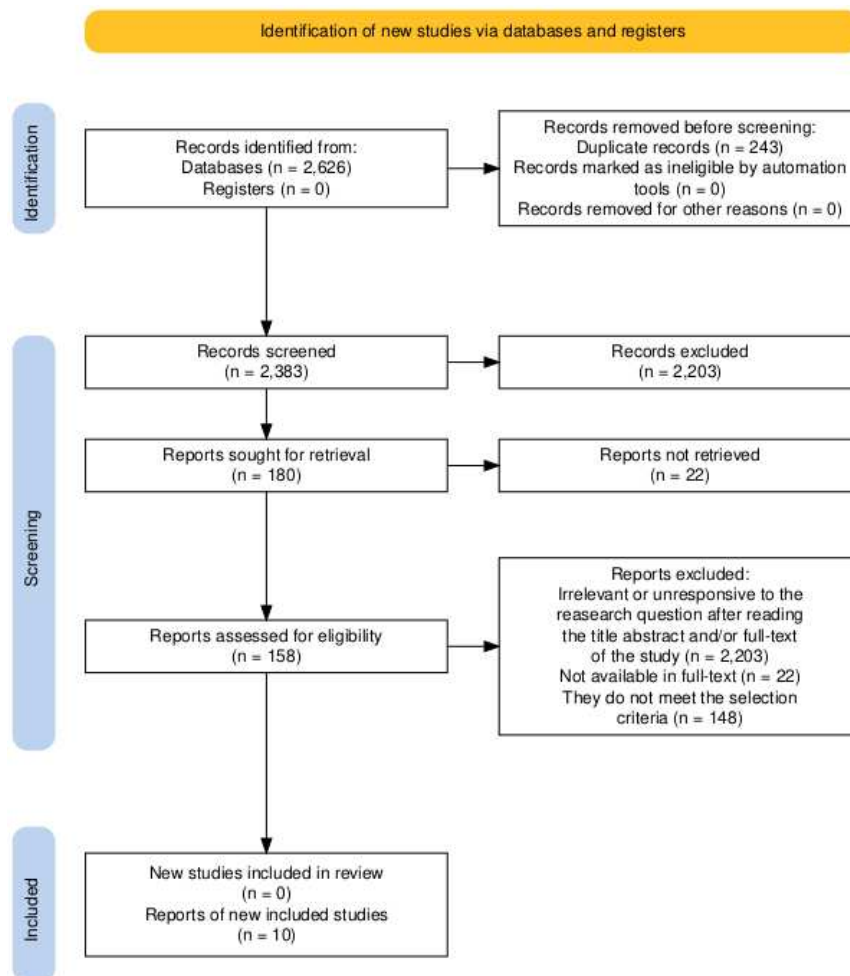 Identification of new studies via databases and registers
Identification
Records identified from:
Databases (n = 2,626)
Registers (n = 0)
Records removed before screening:
Duplicate records (n = 243)
Records marked as ineligible by automation
tools (n = 0)
Records removed for other reasons (n = 0)
Screening
Records screened
(n = 2,383)
Records excluded
(n = 2,203)
Reports sought for retrieval
(n = 180)
Reports not retrieved
(n = 22)
Reports assessed for eligibility
(n = 158)
Reports excluded:
Irrelevant or unresponsive to the
reasearch question after reading
the title abstract and/or full-text
of the study (n = 2,203)
Not available in full-text (n = 22)
They do not meet the selection
criteria (n = 148)
Included
New studies included in review
(n = 0)
Reports of new included studies
(n = 10)